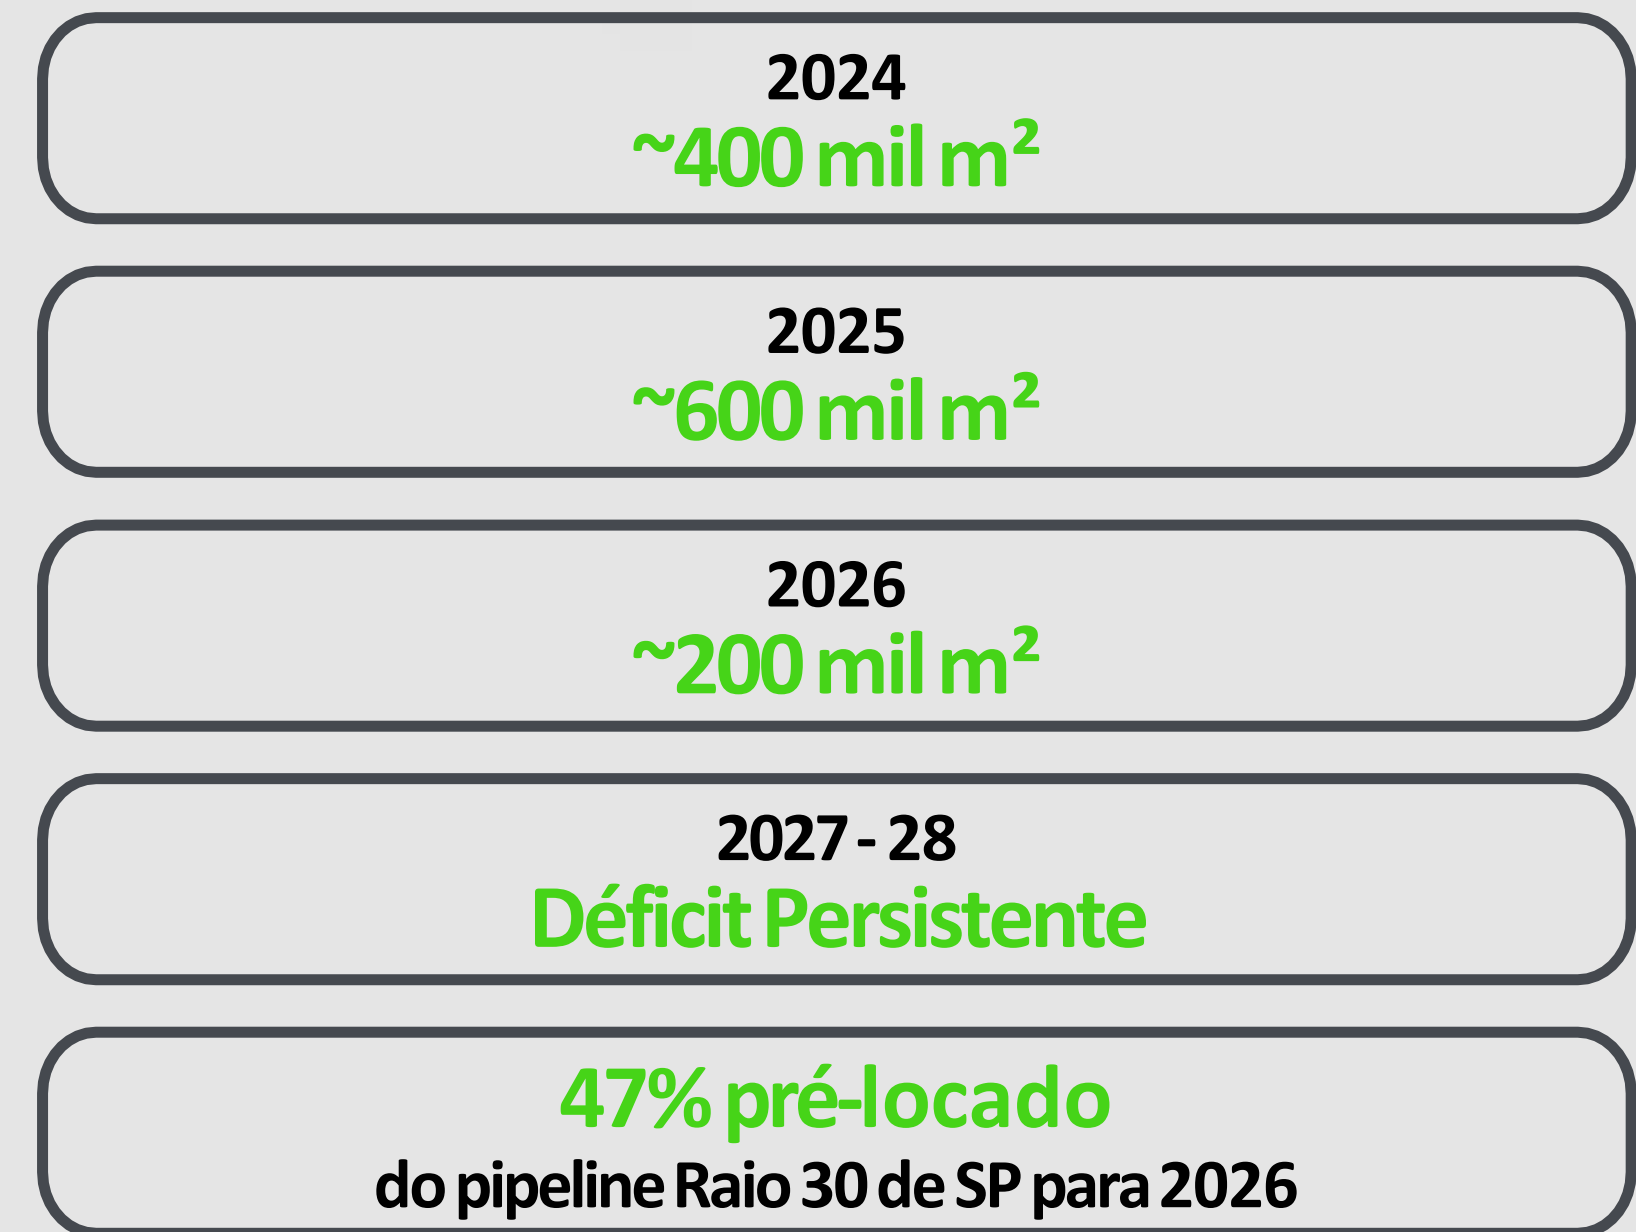 2024
~400 mil m²
2025
~600 mil m²
2026
~200 mil m²
2027 - 28
Déficit Persistente
47% pré-locado
do pipeline Raio 30 de SP para 2026